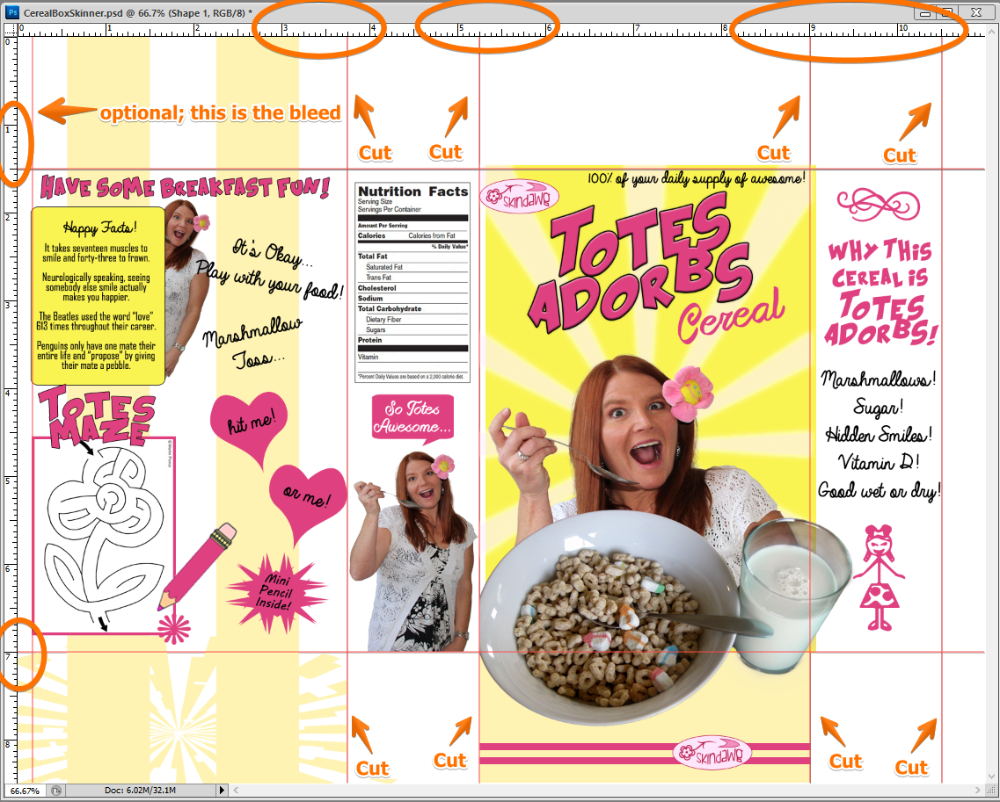 CerealBoxSkinner.psd @ 66.7% (Shape 1, RGB/8) *
0 1 2 3 4 5 6 7 8 9 10
0
1
2
3
4
5
6
7
8
optional; this is the bleed
Cut
Cut
Cut
Cut
HAVE SOME BREAKFAST FUN!
Happy Facts!
It takes seventeen muscles to
smile and forty-three to frown.
Neurologically speaking, seeing
somebody else smile actually
makes you happier.
The Beatles used the word "love"
613 times throughout their career.
Penguins only have one mate their
entire life and "propose" by giving
their mate a pebble.
It's Okay...
Play with your food!
Marshmallow
Toss...
TOTES
MAZE
hit me!
or me!
Mini
Pencil
Inside!
Nutrition Facts
Serving Size
Servings Per Container
Amount Per Serving
Calories Calories from Fat
% Daily Value*
Total Fat
Saturated Fat
Trans Fat
Cholesterol
Sodium
Total Carbohydrate
Dietary Fiber
Sugars
Protein
Vitamin
*Percent Daily Values are based on a 2,000 calorie diet.
So Totes
Awesome...
100% of your daily supply of awesome!
skindawg
TOTES
ADORBS
Cereal
skindawg
WHY THIS
CEREAL IS
TOTES
ADORBS!
Marshmallows!
Sugar!
Hidden Smiles!
Vitamin D!
Good wet or dry!
Cut
Cut
Cut
Cut
66.67%
Doc: 6.02M/32.1M